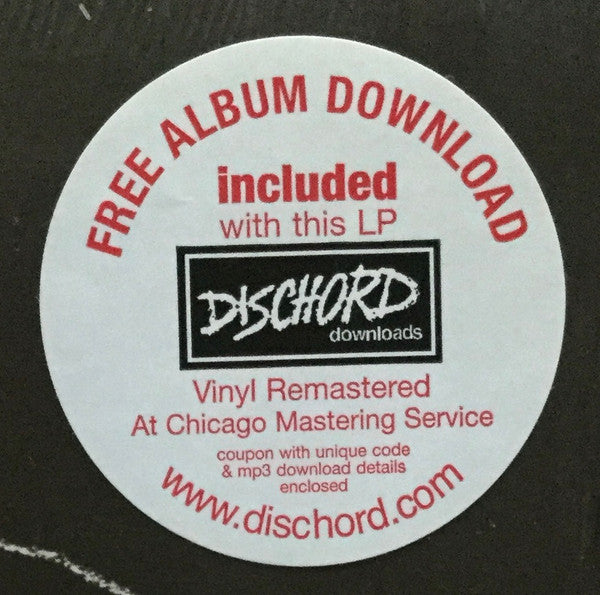 FREE ALBUM DOWNLOAD
included
with this LP
DISCHORD
downloads
Vinyl Remastered
At Chicago Mastering Service
coupon with unique code
& mp3 download details
enclosed
www.dischord.com